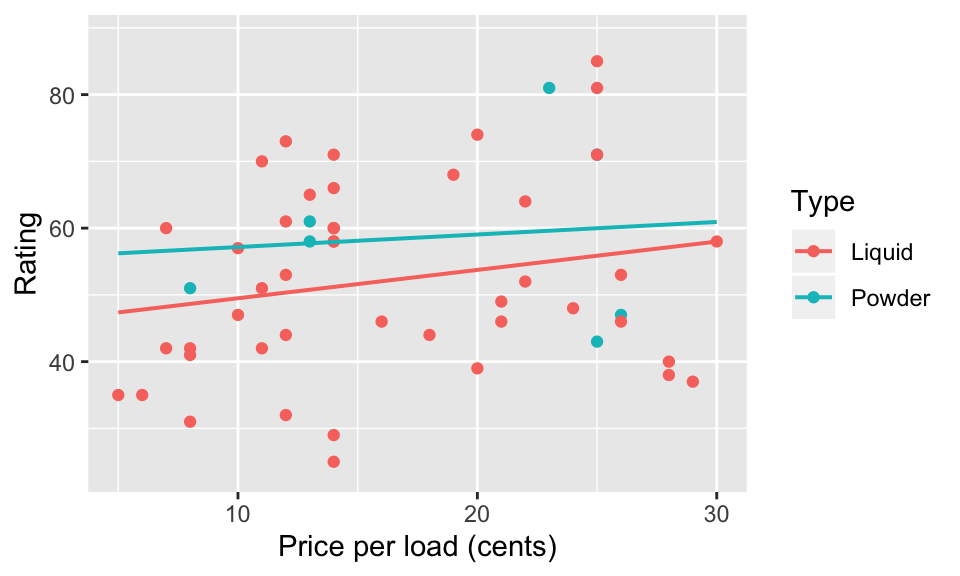 80
60
40
Rating
10 20 30
Price per load (cents)
Type
Liquid
Powder